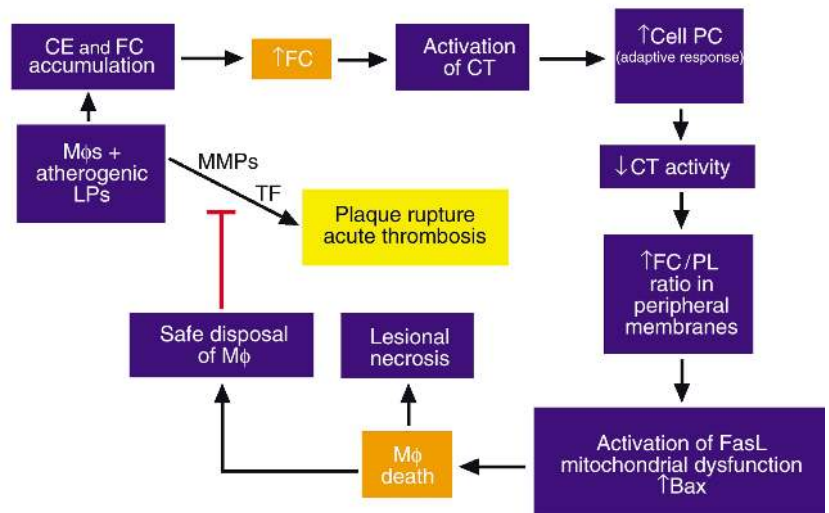 CE and FC
accumulation
↑FC
Activation
of CT
↑Cell PC
(adaptive response)
Mϕs +
atherogenic
LPs
MMPs
TF
↓CT activity
Plaque rupture
acute thrombosis
↑FC/PL
ratio in
peripheral
membranes
Safe disposal
of Mϕ
Lesional
necrosis
Activation of FasL
mitochondrial dysfunction
↑Bax
Mϕ
death